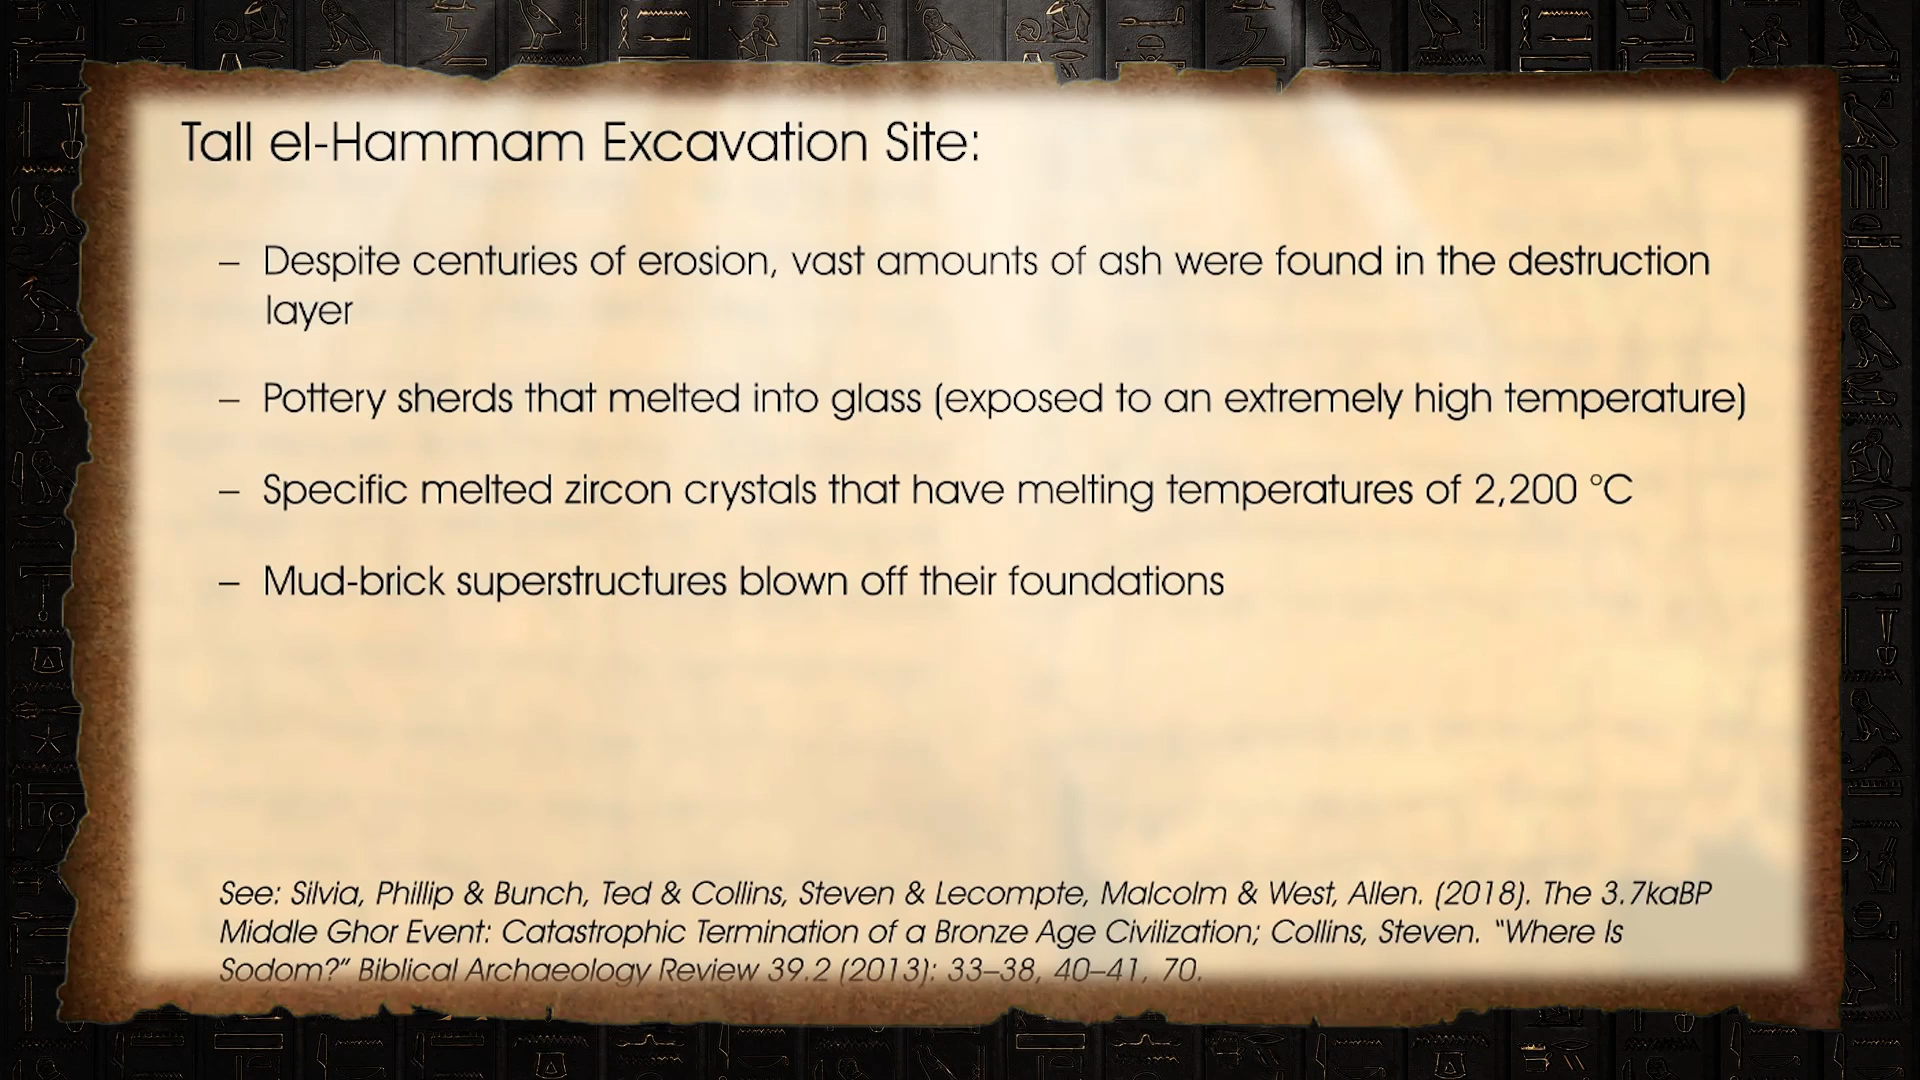 Tall el-Hammam Excavation Site:
– Despite centuries of erosion, vast amounts of ash were found in the destruction
layer
– Pottery sherds that melted into glass (exposed to an extremely high temperature)
– Specific melted zircon crystals that have melting temperatures of 2,200 °C
– Mud-brick superstructures blown off their foundations
See: Silvia, Phillip & Bunch, Ted & Collins, Steven & Lecompte, Malcolm & West, Allen. (2018). The 3.7kaBP
Middle Ghor Event: Catastrophic Termination of a Bronze Age Civilization; Collins, Steven. “Where Is
Sodom?” Biblical Archaeology Review 39.2 (2013): 33–38, 40–41, 70.